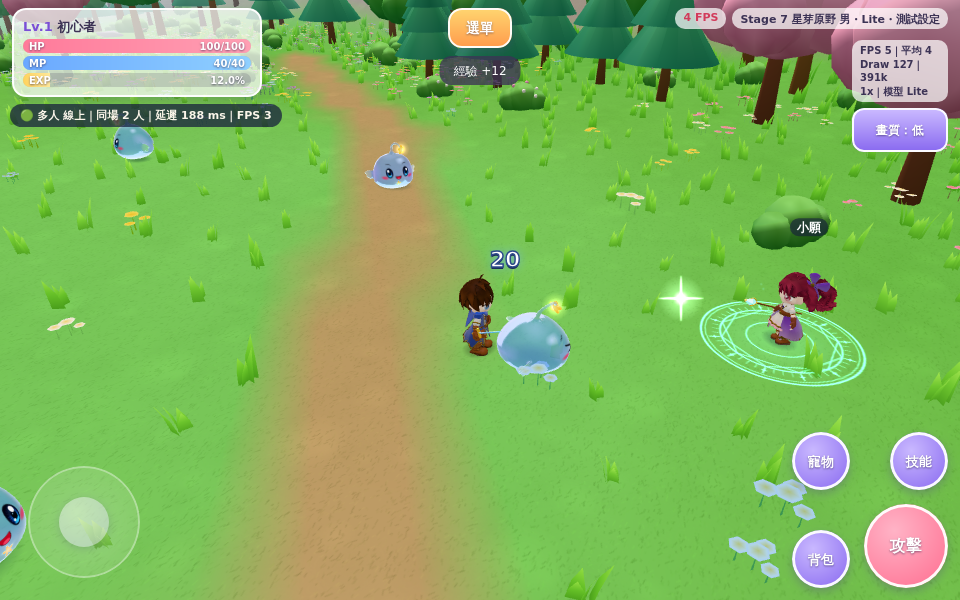 Lv.1 初心者
HP 100/100
MP 40/40
EXP 12.0%
多人 線上 | 同場 2 人 | 延遲 188 ms | FPS 3
選單
經驗 +12
4 FPS
Stage 7 星芽原野 男・Lite・測試設定
FPS 5 | 平均 4
Draw 127 |
391k
1x | 模型 Lite
畫質：低
小願
20
寵物
技能
攻擊
背包